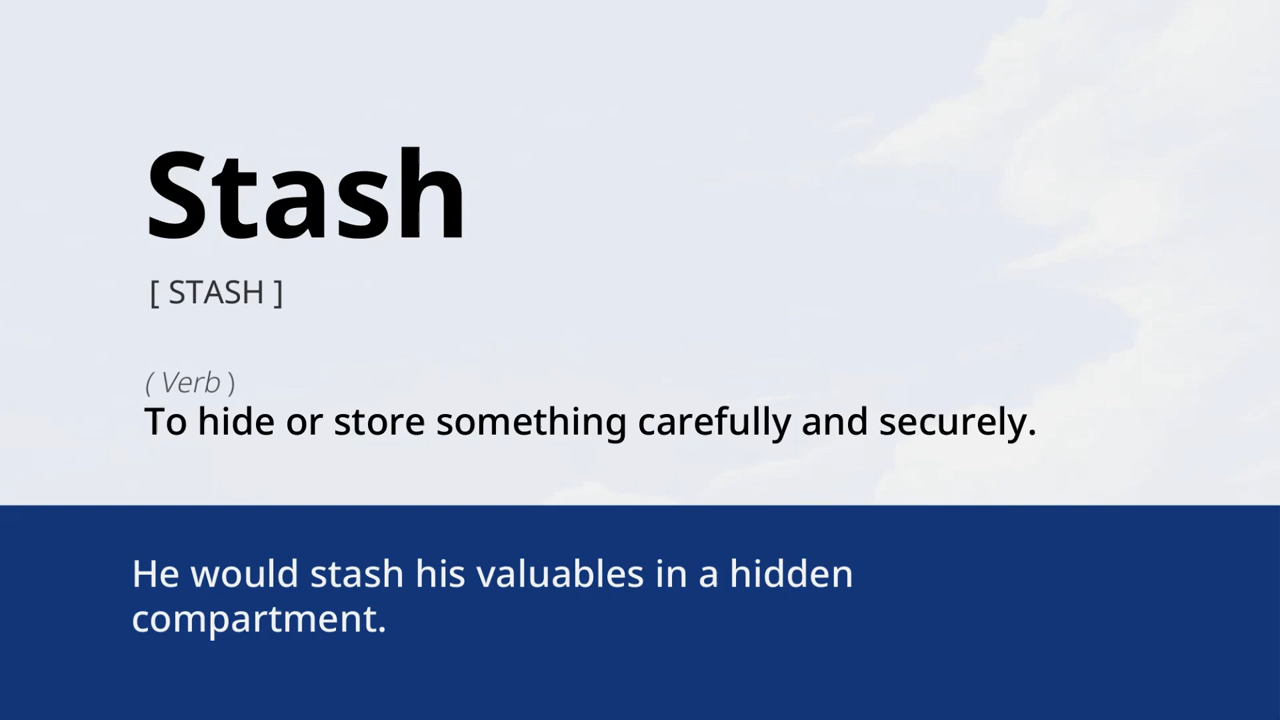 Stash
[ STASH ]
( Verb )
To hide or store something carefully and securely.
He would stash his valuables in a hidden
compartment.